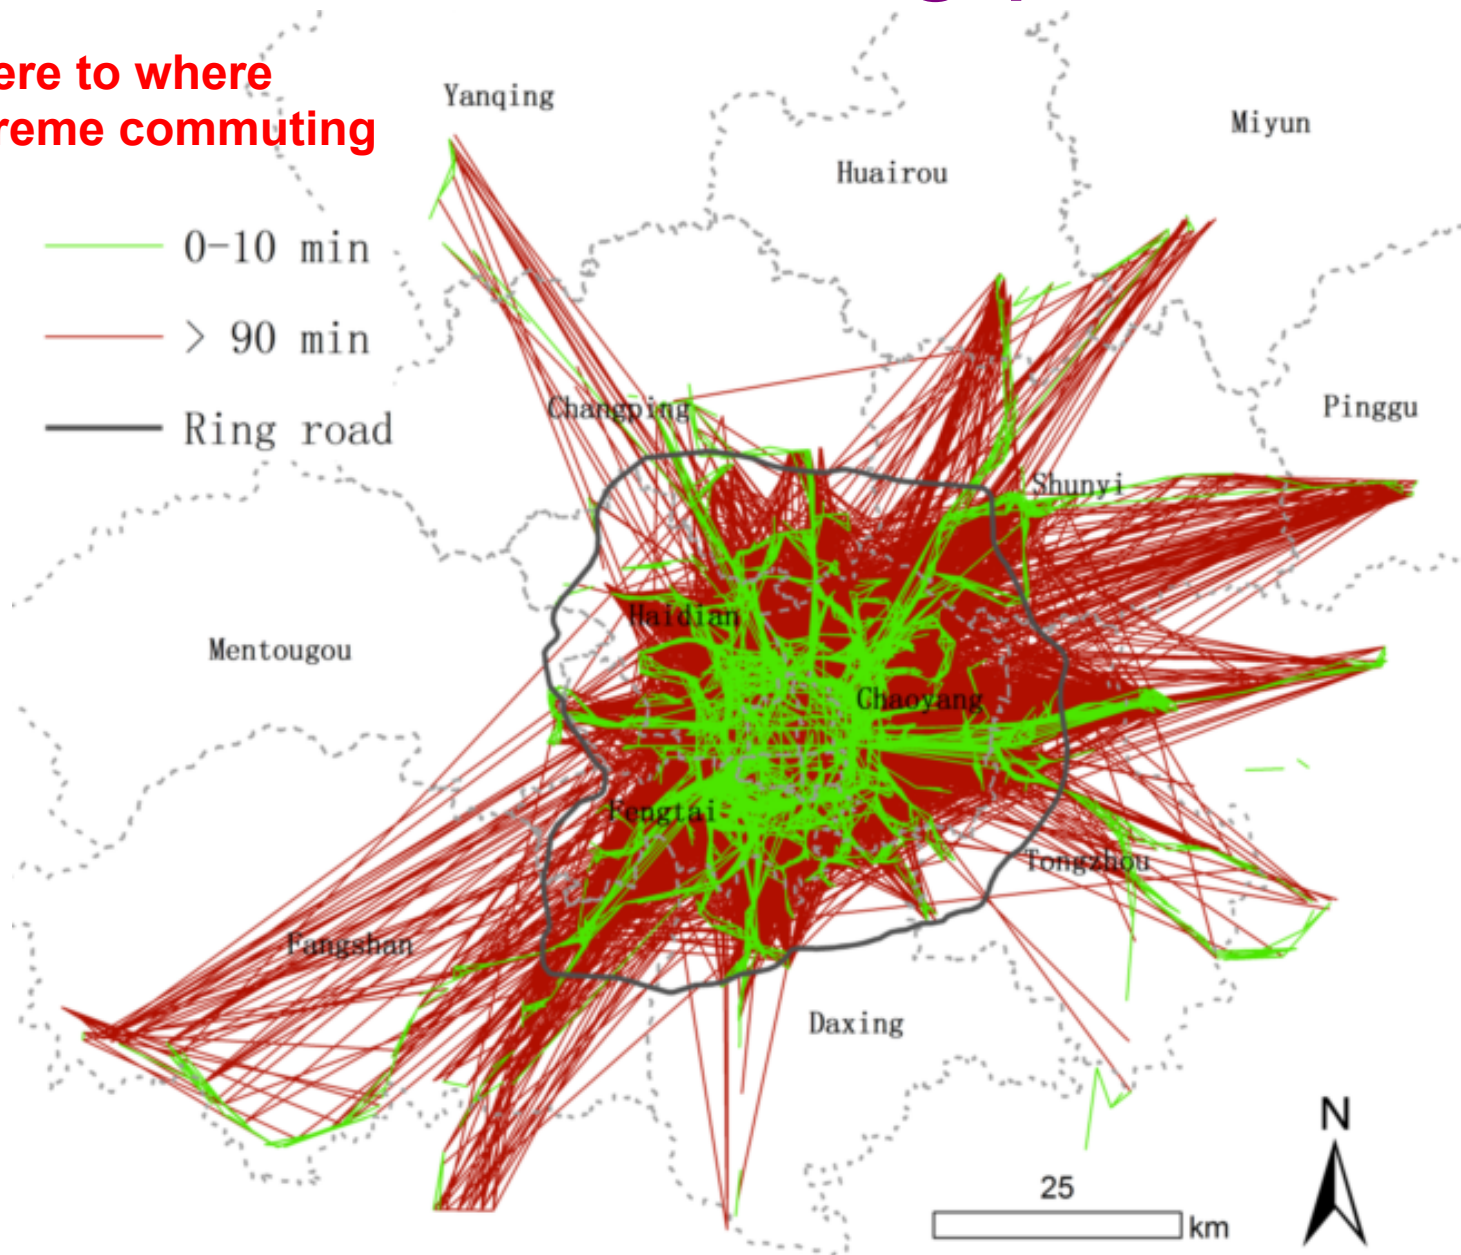 ere to where
reme commuting
Yanqing
Miyun
Huairou
0-10 min
> 90 min
Ring road
Changping
Pinggu
Shunyi
Haidian
Mentougou
Chaoyang
Fengtai
Tongzhou
Fangshan
Daxing
N
25
km